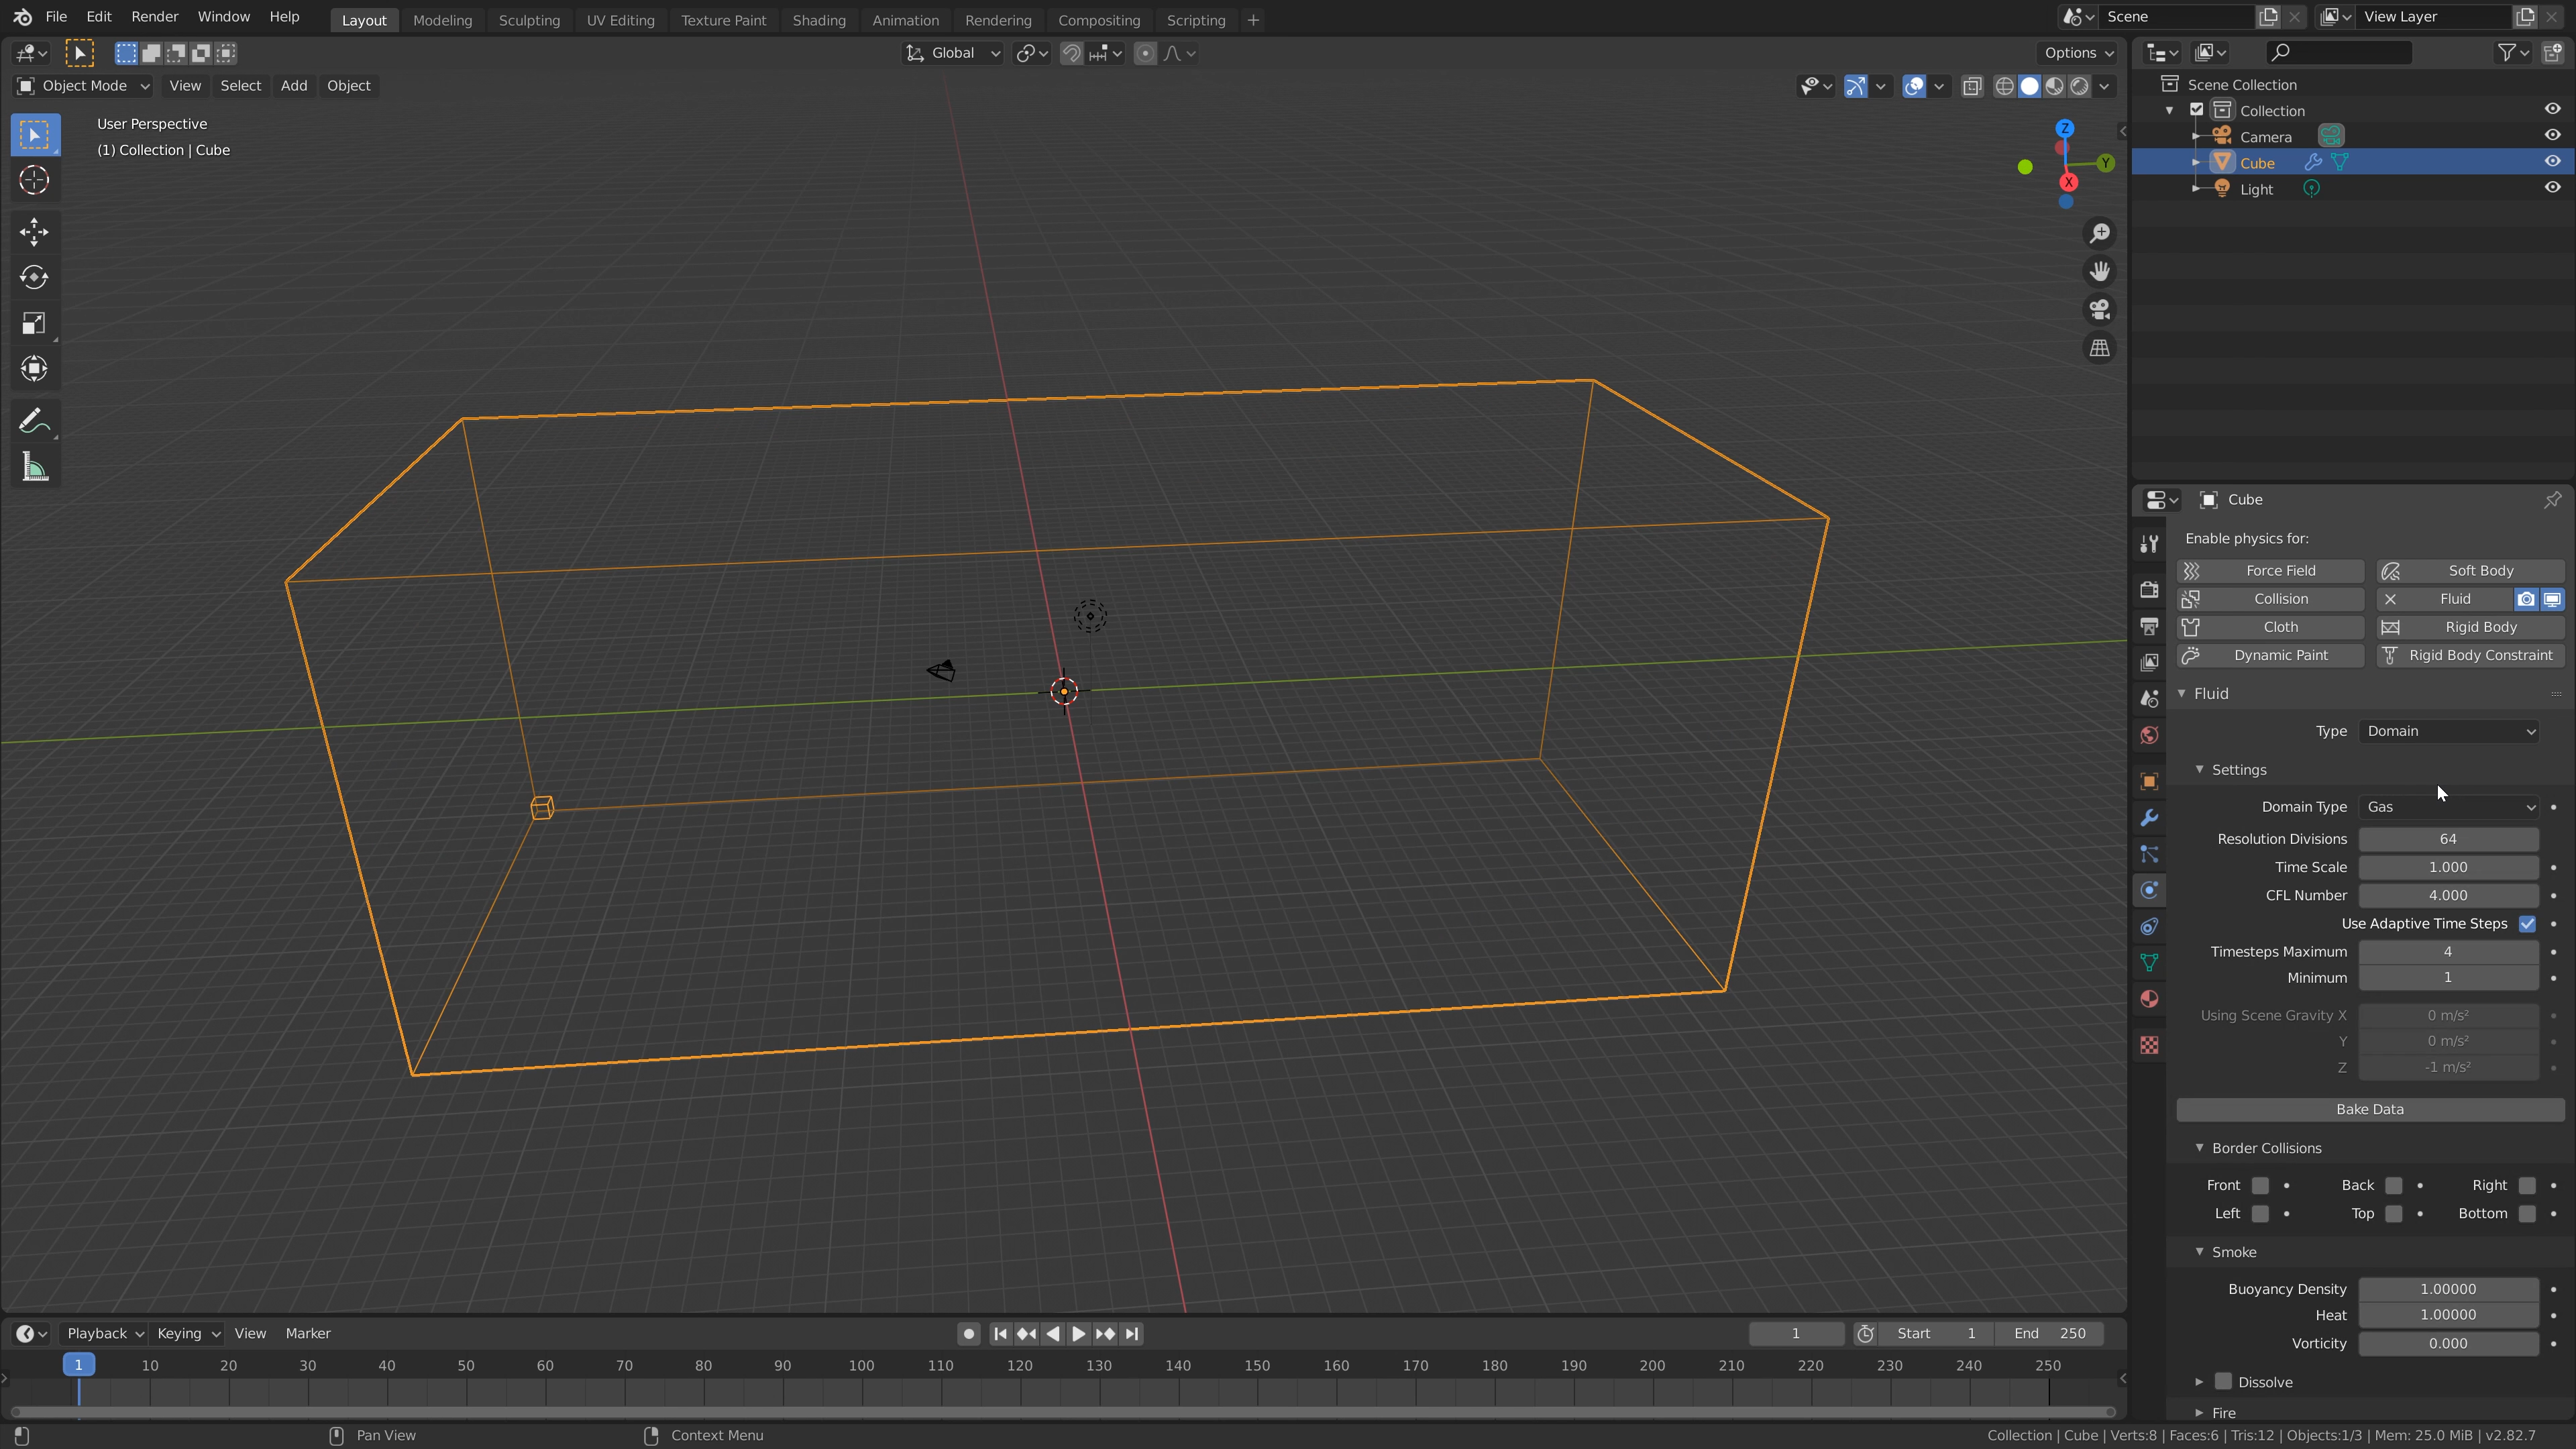 File Edit Render Window Help Layout Modeling Sculpting UV Editing Texture Paint Shading Animation Rendering Compositing Scripting + Scene View Layer
Global Options
Object Mode View Select Add Object
User Perspective
(1) Collection | Cube
Z
Y
X
Scene Collection
Collection
Camera
Cube
Light
Cube
Enable physics for:
Force Field Soft Body
Collision Fluid
Cloth Rigid Body
Dynamic Paint Rigid Body Constraint
Fluid
Type Domain
Settings
Domain Type Gas
Resolution Divisions 64
Time Scale 1.000
CFL Number 4.000
Use Adaptive Time Steps
Timesteps Maximum 4
Minimum 1
Using Scene Gravity X 0 m/s²
Y 0 m/s²
Z -1 m/s²
Bake Data
Border Collisions
Front Back Right
Left Top Bottom
Smoke
Buoyancy Density 1.00000
Heat 1.00000
Vorticity 0.000
Dissolve
Fire
Playback Keying View Marker 1 Start 1 End 250
1 10 20 30 40 50 60 70 80 90 100 110 120 130 140 150 160 170 180 190 200 210 220 230 240 250
Pan View Context Menu Collection | Cube | Verts:8 | Faces:6 | Tris:12 | Objects:1/3 | Mem: 25.0 MiB | v2.82.7